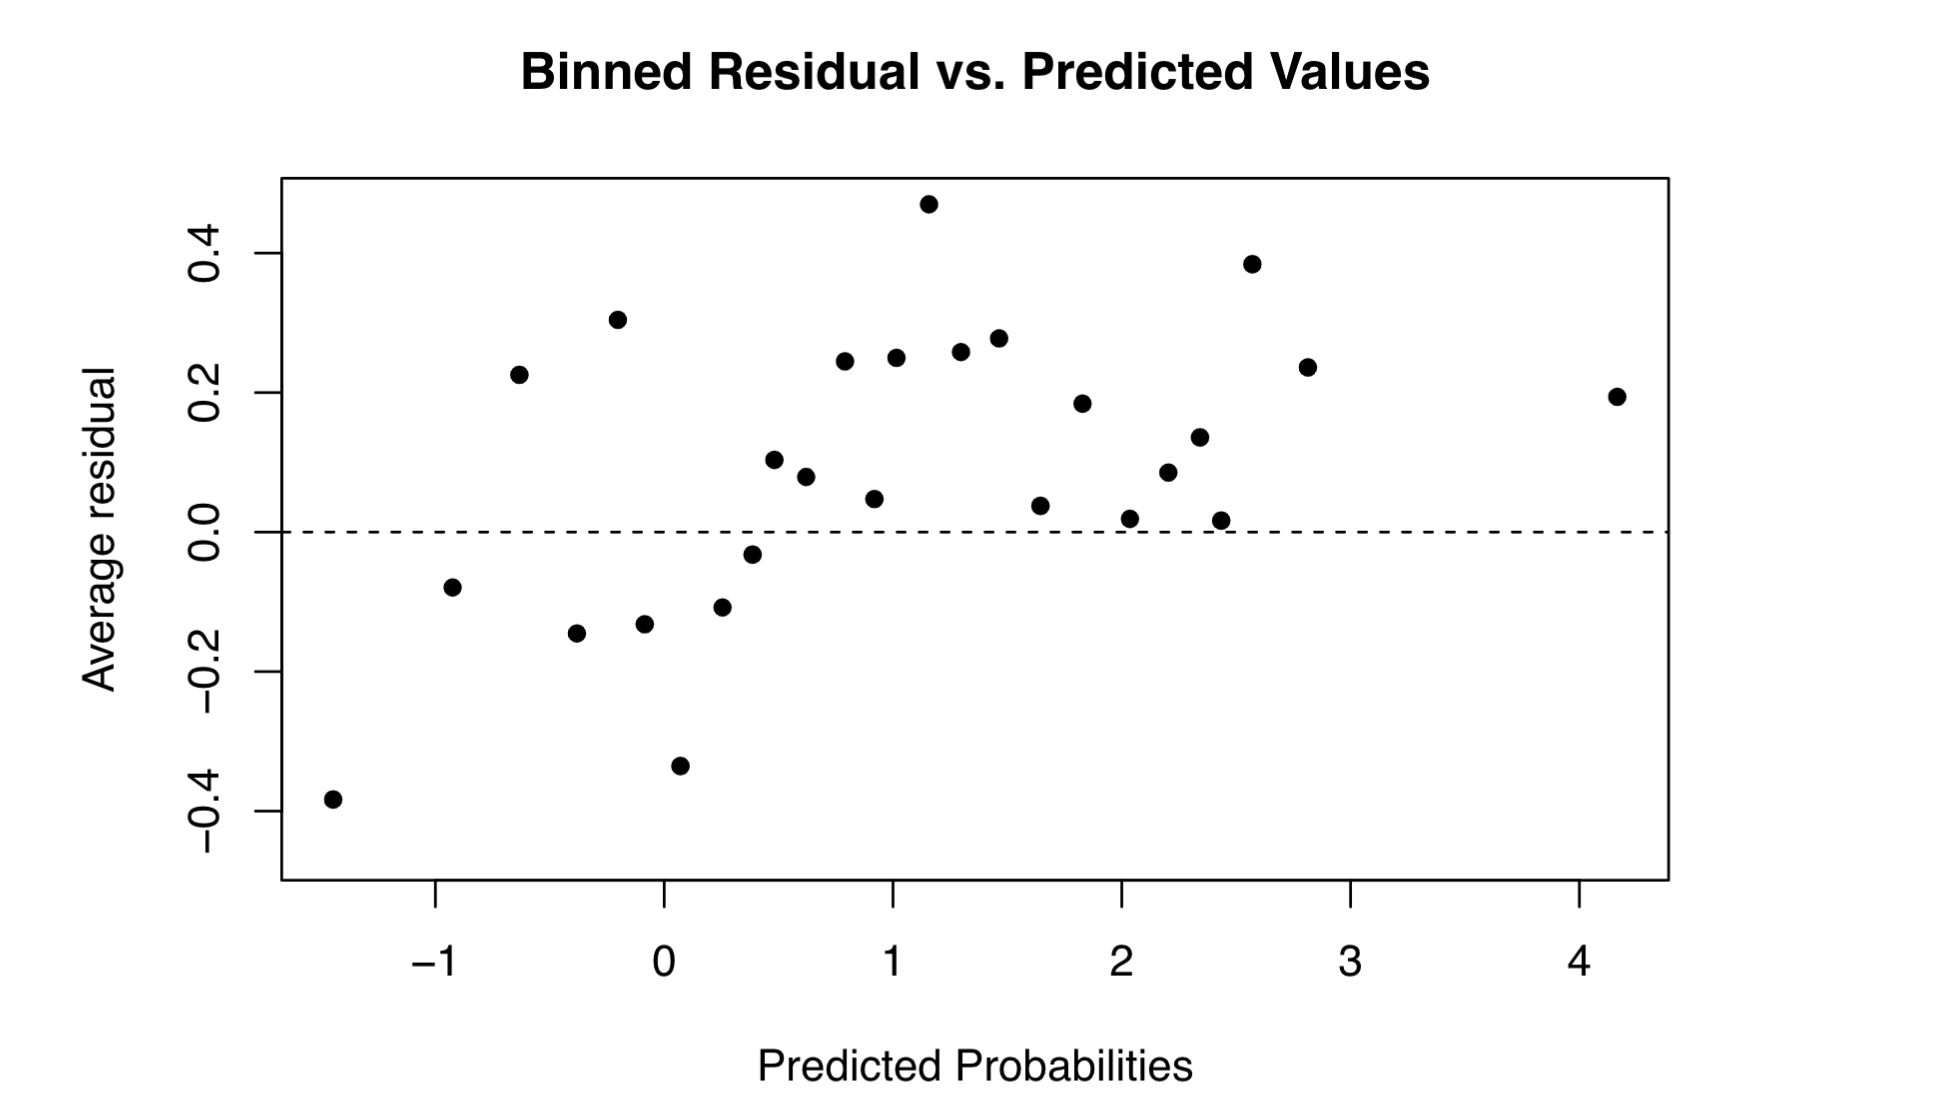 Binned Residual vs. Predicted Values
Average residual
0.4
0.2
0.0
−0.2
−0.4
−1 0 1 2 3 4
Predicted Probabilities